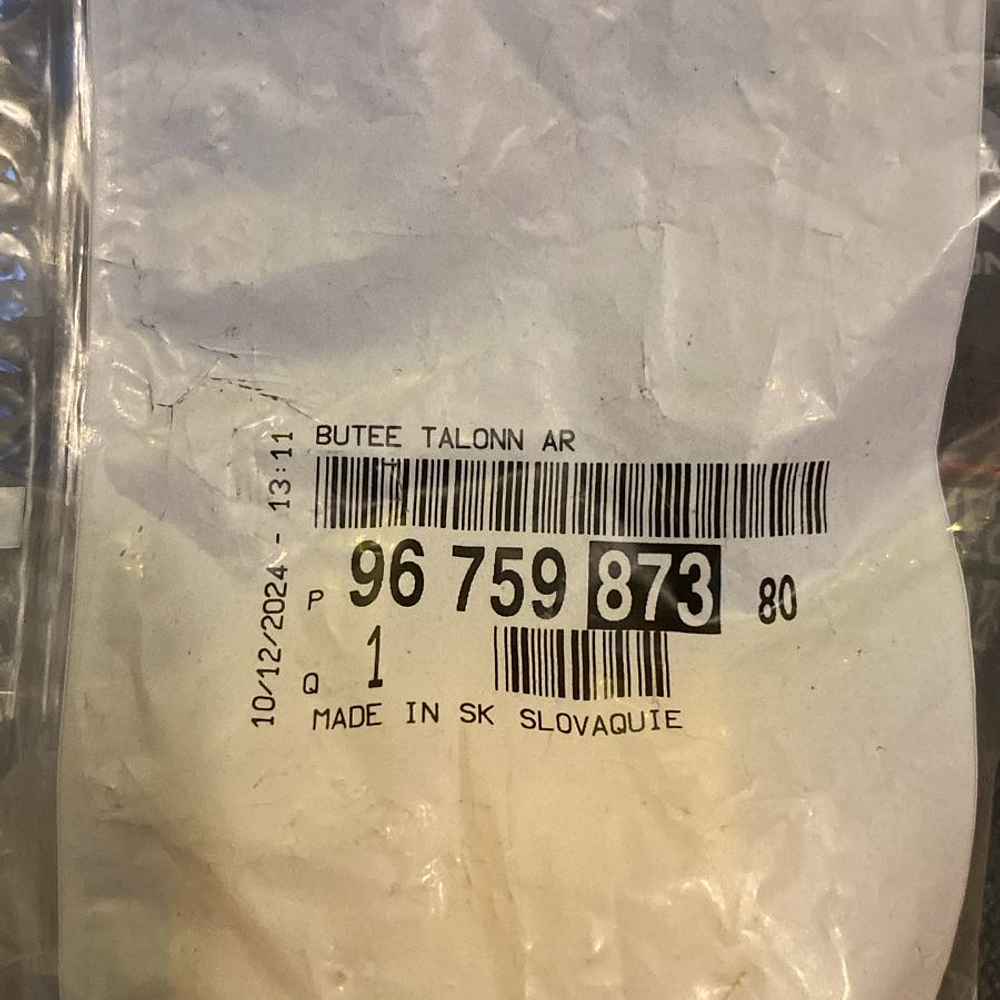 BUTEE TALONN AR
P 96 759 873 80
Q 1
MADE IN SK SLOVAQUIE
10/12/2024 - 13:11